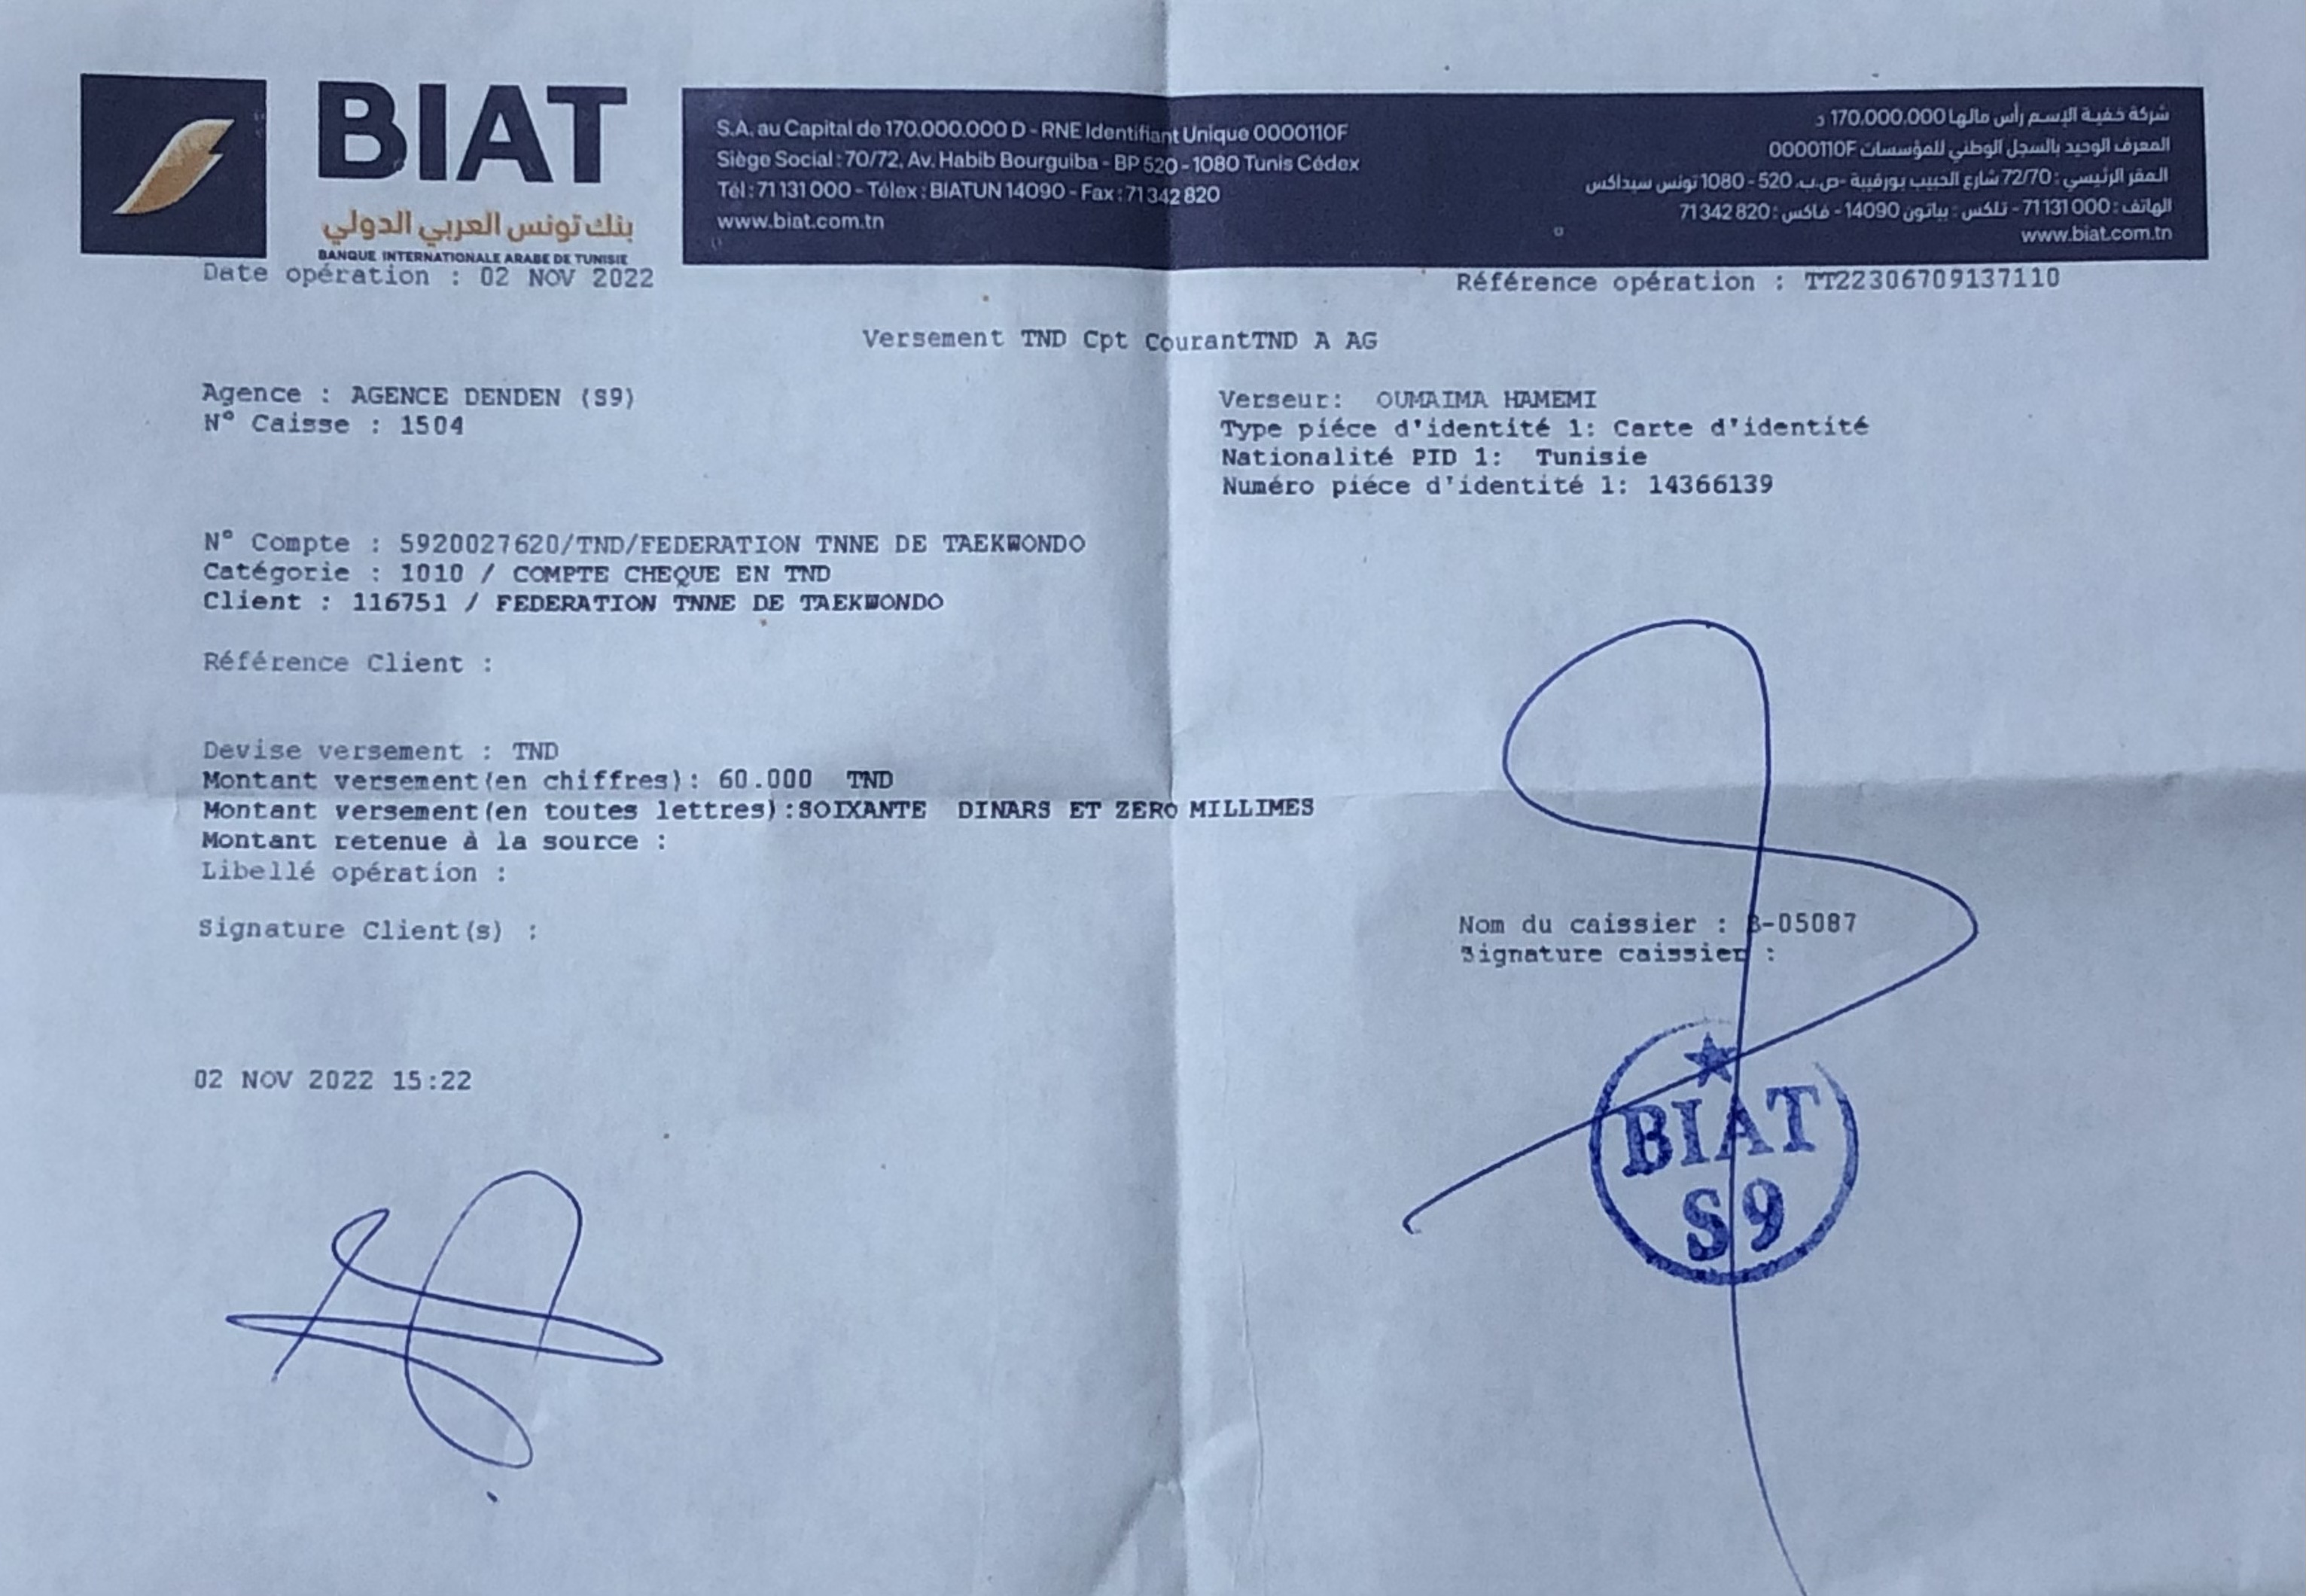 BIAT
بنك تونس العربي الدولي
BANQUE INTERNATIONALE ARABE DE TUNISIE
S.A. au Capital de 170.000.000 D - RNE Identifiant Unique 0000110F
Siège Social : 70/72, Av. Habib Bourguiba - BP 520 - 1080 Tunis Cédex
Tél : 71 131 000 - Télex : BIATUN 14090 - Fax : 71 342 820
www.biat.com.tn
شركة خفية الإسم رأس مالها 170.000.000 د
المعرف الوحيد بالسجل الوطني للمؤسسات 0000110F
المقر الرئيسي : 72/70 شارع الحبيب بورقيبة -ص.ب. 520 - 1080 تونس سيداكس
الهاتف : 71 131 000 - تلكس : بياتون 14090 - فاكس : 71 342 820
www.biat.com.tn
Date opération : 02 NOV 2022
Référence opération : TT22306709137110
Versement TND Cpt CourantTND A AG
Agence : AGENCE DENDEN (S9)
N° Caisse : 1504
Verseur: OUMAIMA HAMEMI
Type piéce d'identité 1: Carte d'identité
Nationalité PID 1: Tunisie
Numéro piéce d'identité 1: 14366139
N° Compte : 5920027620/TND/FEDERATION TNNE DE TAEKWONDO
Catégorie : 1010 / COMPTE CHEQUE EN TND
Client : 116751 / FEDERATION TNNE DE TAEKWONDO
Référence Client :
Devise versement : TND
Montant versement(en chiffres): 60.000 TND
Montant versement(en toutes lettres):SOIXANTE DINARS ET ZERO MILLIMES
Montant retenue à la source :
Libellé opération :
Signature Client(s) :
Nom du caissier : B-05087
Signature caissier :
02 NOV 2022 15:22
BIAT
S9